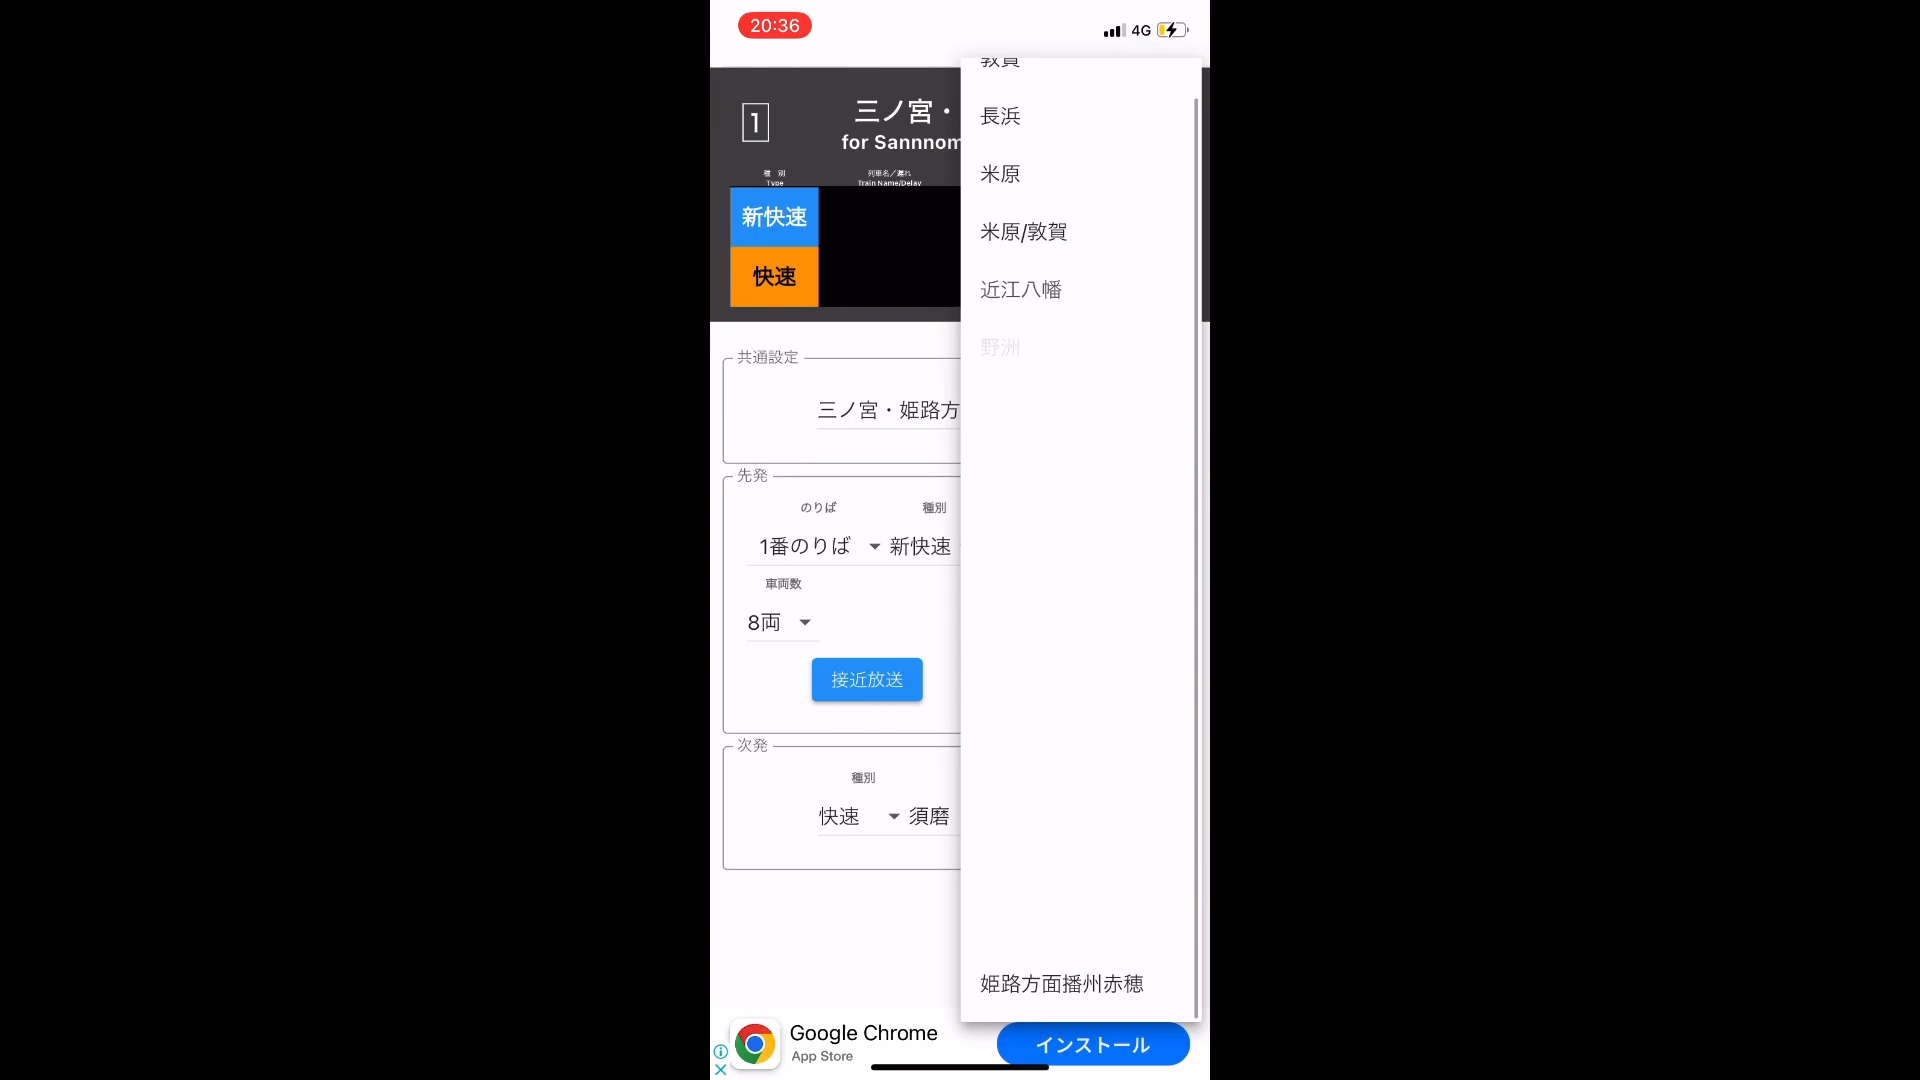 20:36
4G
1
三ノ宮・
for Sannnom
種 別
Type
列車名/遅れ
Train Name/Delay
新快速
快速
敦賀
長浜
米原
米原/敦賀
近江八幡
野洲
姫路方面播州赤穂
共通設定
三ノ宮・姫路方
先発
のりば
種別
1番のりば
新快速
車両数
8両
接近放送
次発
種別
快速
須磨
Google Chrome
App Store
インストール